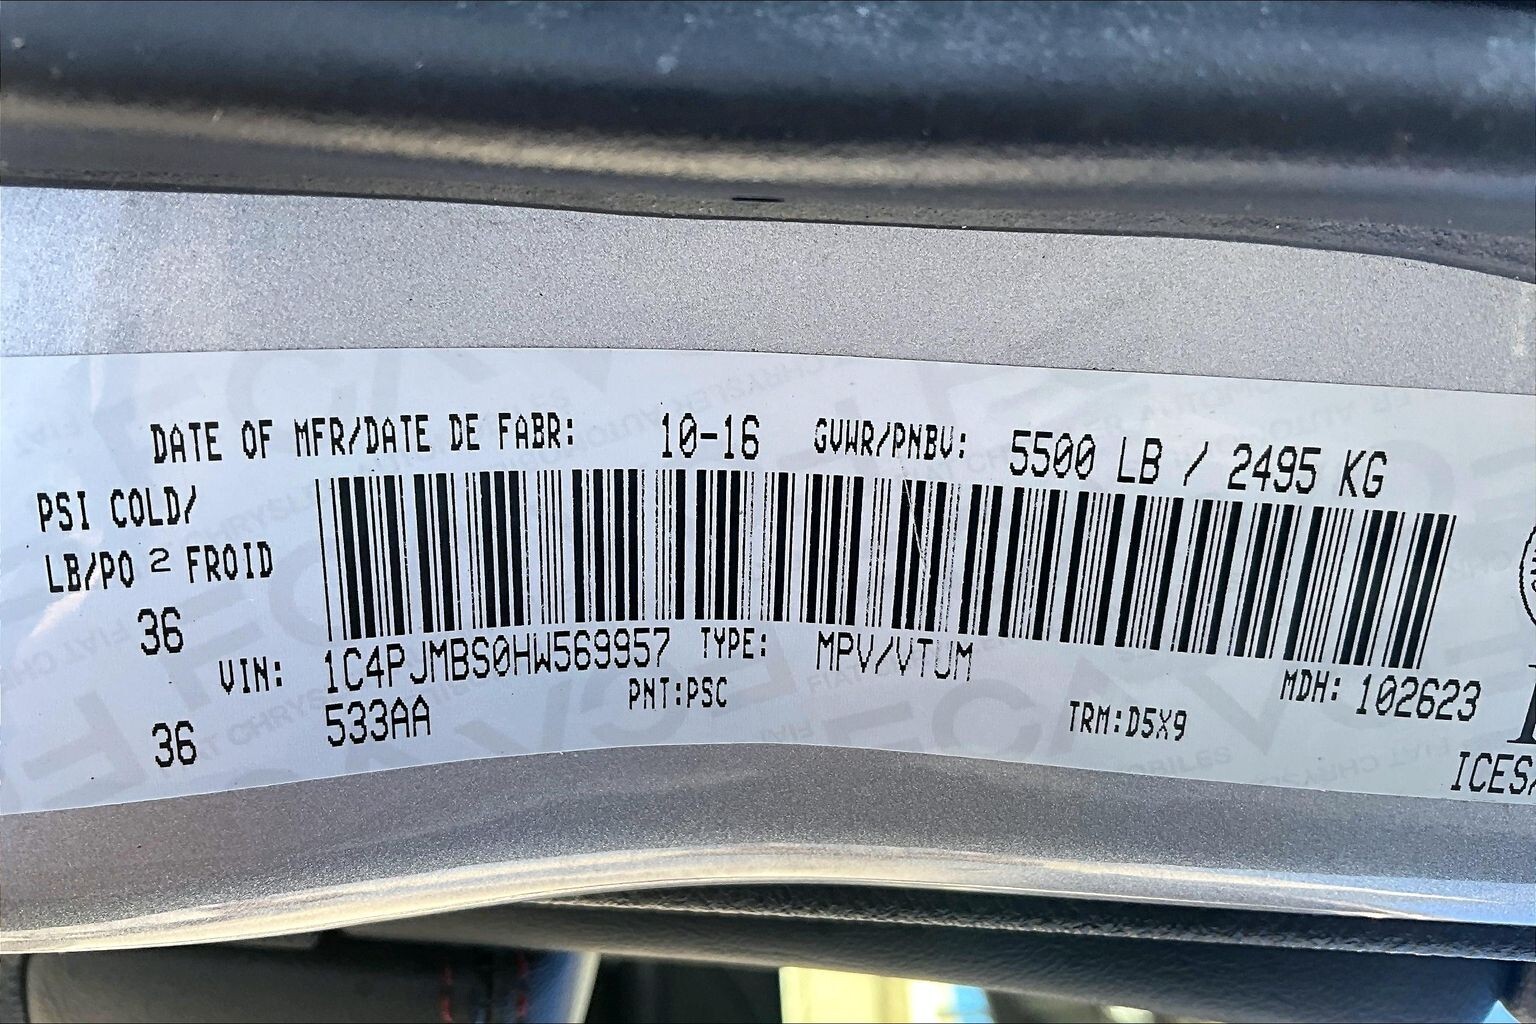 DATE OF MFR/DATE DE FABR: 10-16 GVWR/PNBV: 5500 LB / 2495 KG
PSI COLD/
LB/PO 2 FROID
36
VIN: 1C4PJMBS0HW569957 TYPE: MPV/VTUM
PNT:PSC
MDH: 102623
36
533AA
TRM:D5X9
ICES/